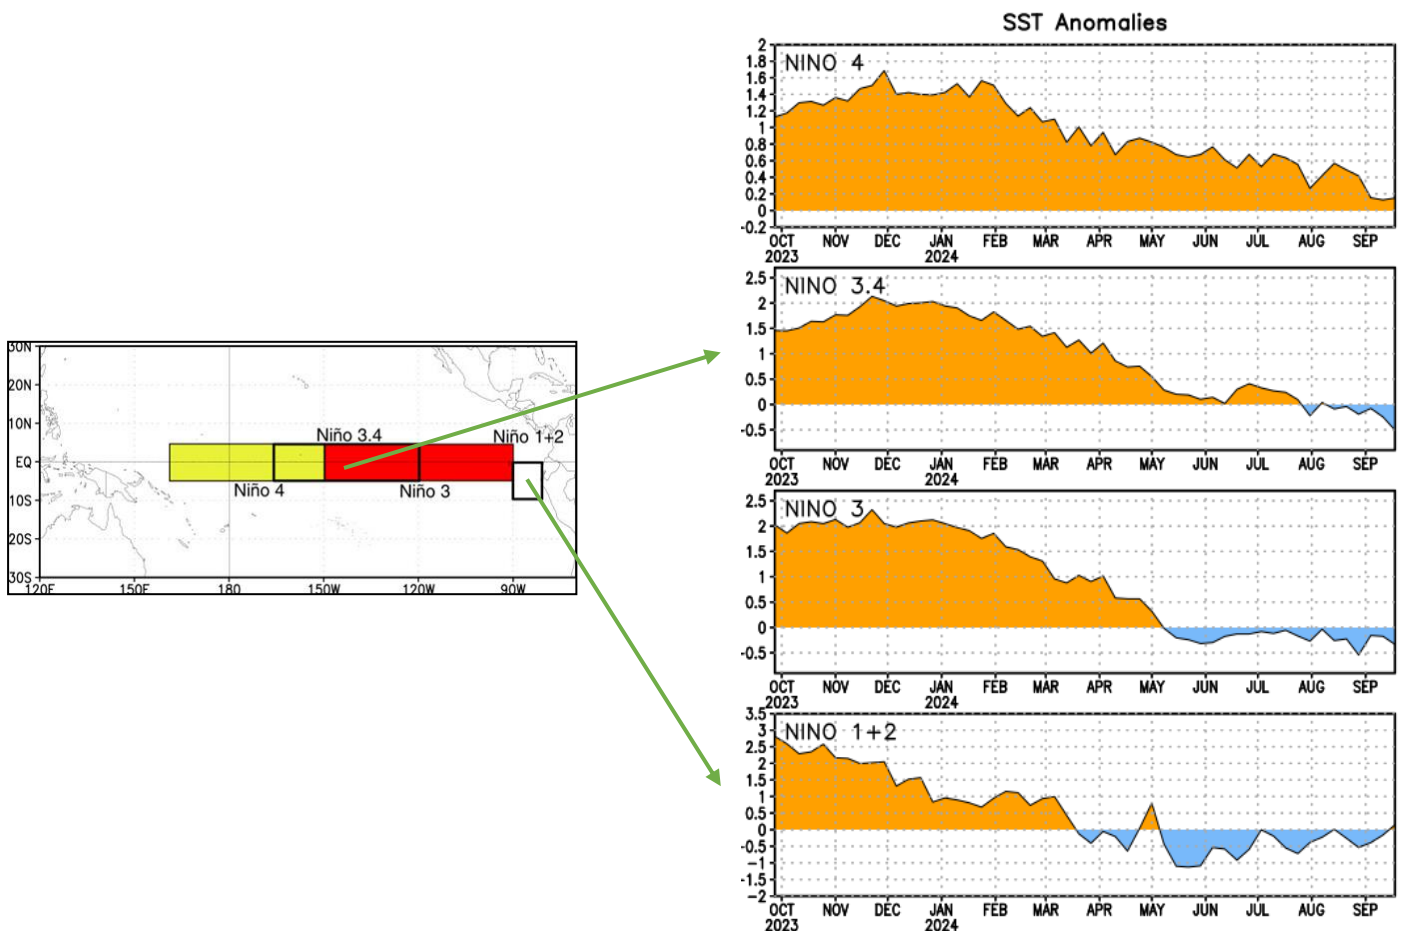 30N
20N
10N
EQ
10S
20S
30S
120E 150E 180 150W 120W 90W
Niño 3.4
Niño 1+2
Niño 4
Niño 3
SST Anomalies
NINO 4
2
1.8
1.6
1.4
1.2
1
0.8
0.6
0.4
0.2
0
-0.2
OCT NOV DEC JAN FEB MAR APR MAY JUN JUL AUG SEP
2023 2024
NINO 3.4
2.5
2
1.5
1
0.5
0
-0.5
OCT NOV DEC JAN FEB MAR APR MAY JUN JUL AUG SEP
2023 2024
NINO 3
2.5
2
1.5
1
0.5
0
-0.5
OCT NOV DEC JAN FEB MAR APR MAY JUN JUL AUG SEP
2023 2024
NINO 1+2
3.5
3
2.5
2
1.5
1
0.5
0
-0.5
-1
-1.5
-2
OCT NOV DEC JAN FEB MAR APR MAY JUN JUL AUG SEP
2023 2024